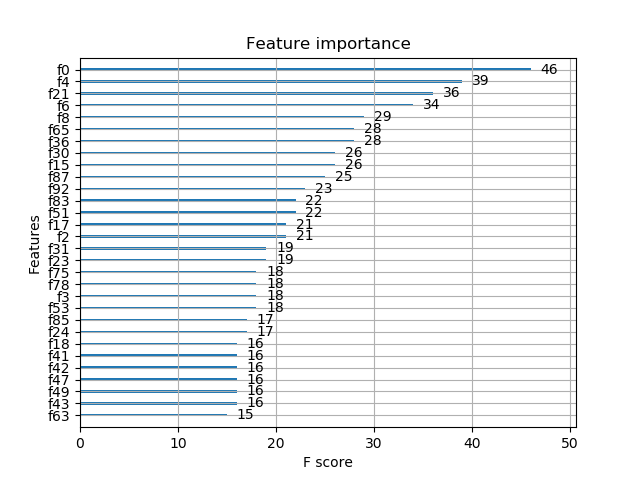 Feature importance
f0 46
f4 39
f21 36
f6 34
f8 29
f65 28
f36 28
f30 26
f15 26
f87 25
f92 23
f83 22
f51 22
f17 21
f2 21
f31 19
f23 19
f75 18
f78 18
f3 18
f53 18
f85 17
f24 17
f18 16
f41 16
f42 16
f47 16
f49 16
f43 16
f63 15
Features
0 10 20 30 40 50
F score